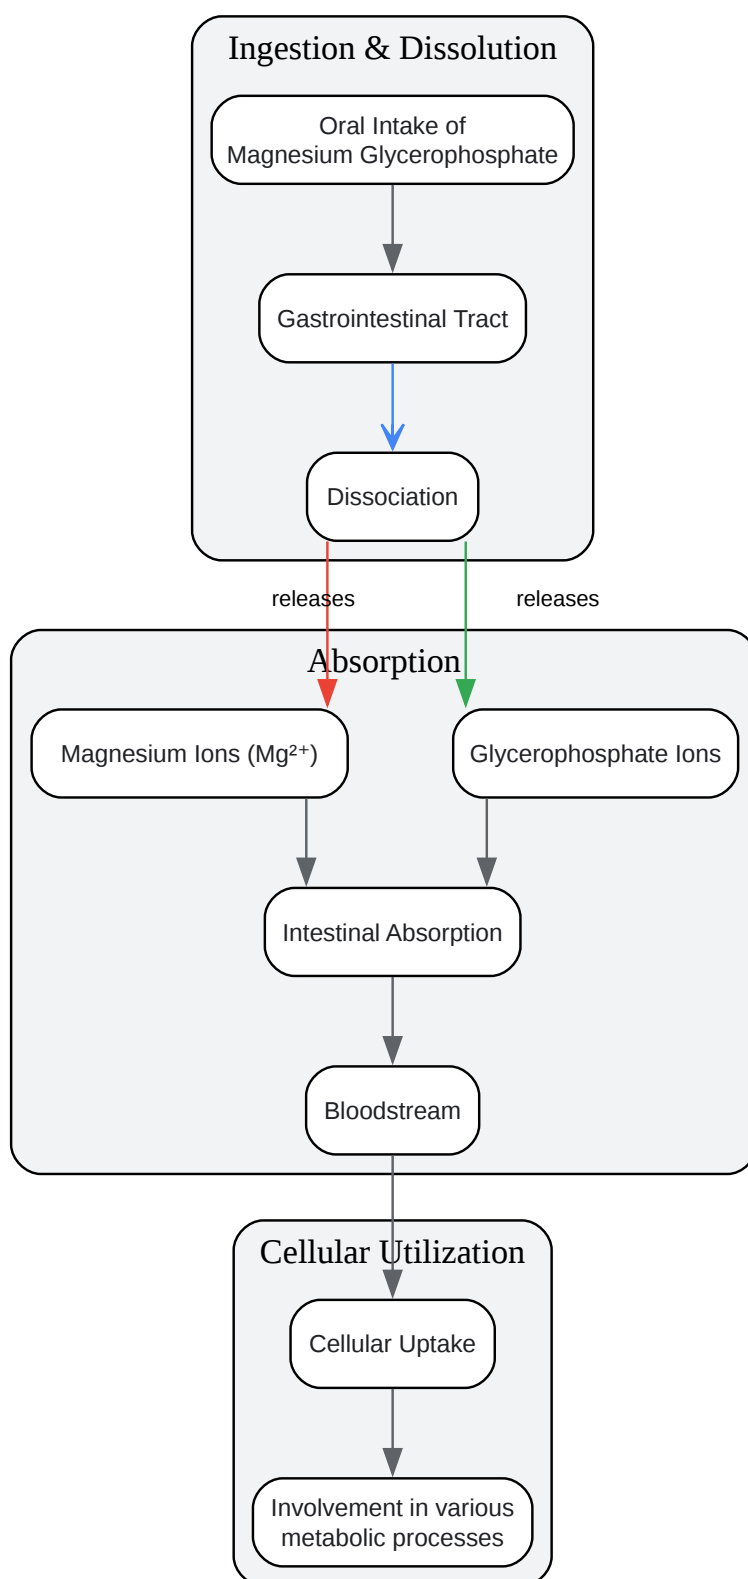 Ingestion & Dissolution
Oral Intake of
Magnesium Glycerophosphate
Gastrointestinal Tract
Dissociation
releases
releases
Absorption
Magnesium Ions (Mg²⁺)
Glycerophosphate Ions
Intestinal Absorption
Bloodstream
Cellular Utilization
Cellular Uptake
Involvement in various
metabolic processes